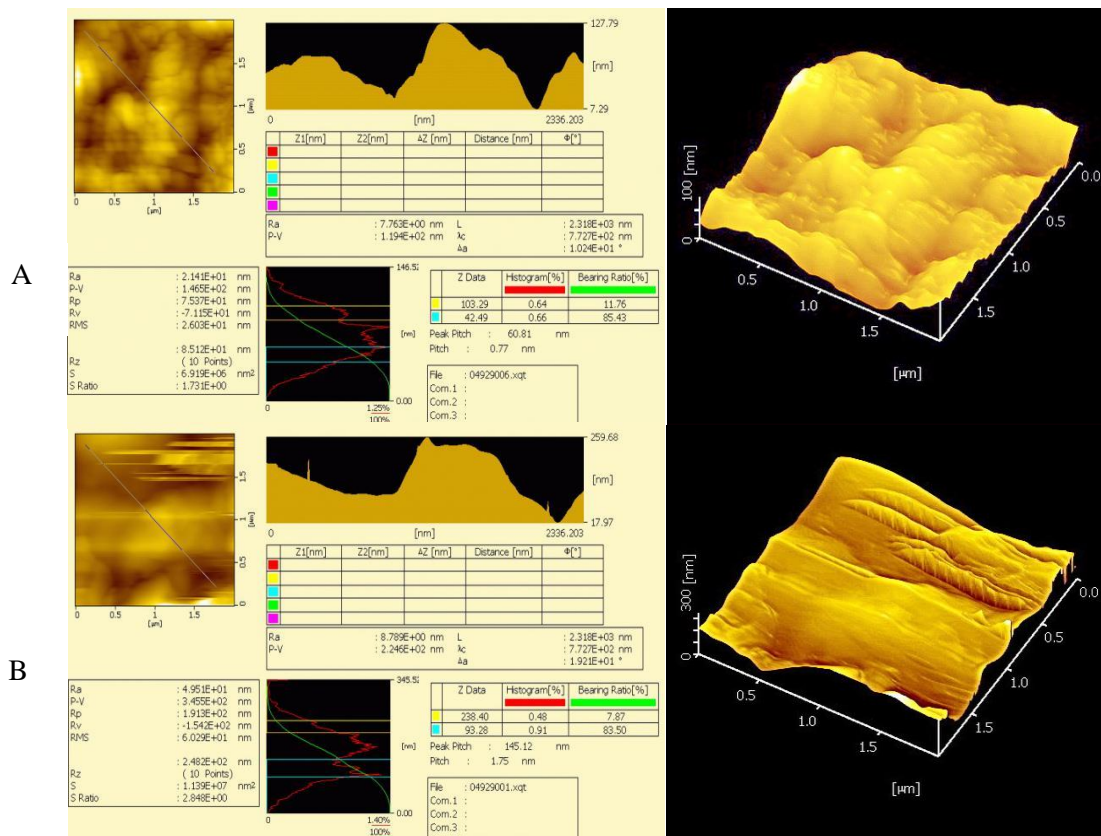 A
1.5
1
0.5
0
0 0.5 1 1.5
[µm]
[µm]
127.79
[nm]
7.29
0 [nm] 2336.203
Z1[nm] Z2[nm] ΔZ [nm] Distance [nm] Φ[°]
Ra : 7.763E+00 nm L : 2.318E+03 nm
P-V : 1.194E+02 nm λc : 7.727E+02 nm
Δa : 1.024E+01 °
Ra : 2.141E+01 nm
P-V : 1.465E+02 nm
Rp : 7.537E+01 nm
Rv : -7.115E+01 nm
RMS : 2.603E+01 nm
: 8.512E+01 nm
Rz ( 10 Points)
S : 6.919E+06 nm2
S Ratio : 1.731E+00
146.52
[nm]
0.00
1.25%
100%
Z Data Histogram[%] Bearing Ratio[%]
103.29 0.64 11.76
42.49 0.66 85.43
Peak Pitch : 60.81 nm
Pitch : 0.77 nm
File : 04929006.xqt
Com.1 :
Com.2 :
Com.3 :
100 [nm]
0
0.5
1.0
1.5
[µm]
0.0
0.5
1.0
1.5
B
1.5
1
0.5
0
0 0.5 1 1.5
[µm]
[µm]
259.68
[nm]
17.97
0 [nm] 2336.203
Z1[nm] Z2[nm] ΔZ [nm] Distance [nm] Φ[°]
Ra : 8.789E+00 nm L : 2.318E+03 nm
P-V : 2.246E+02 nm λc : 7.727E+02 nm
Δa : 1.921E+01 °
Ra : 4.951E+01 nm
P-V : 3.455E+02 nm
Rp : 1.913E+02 nm
Rv : -1.542E+02 nm
RMS : 6.029E+01 nm
: 2.482E+02 nm
Rz ( 10 Points)
S : 1.139E+07 nm2
S Ratio : 2.848E+00
345.52
[nm]
0.00
1.40%
100%
Z Data Histogram[%] Bearing Ratio[%]
238.40 0.48 7.87
93.28 0.91 83.50
Peak Pitch : 145.12 nm
Pitch : 1.75 nm
File : 04929001.xqt
Com.1 :
Com.2 :
Com.3 :
300 [nm]
0
0.5
1.0
1.5
[µm]
0.0
0.5
1.0
1.5